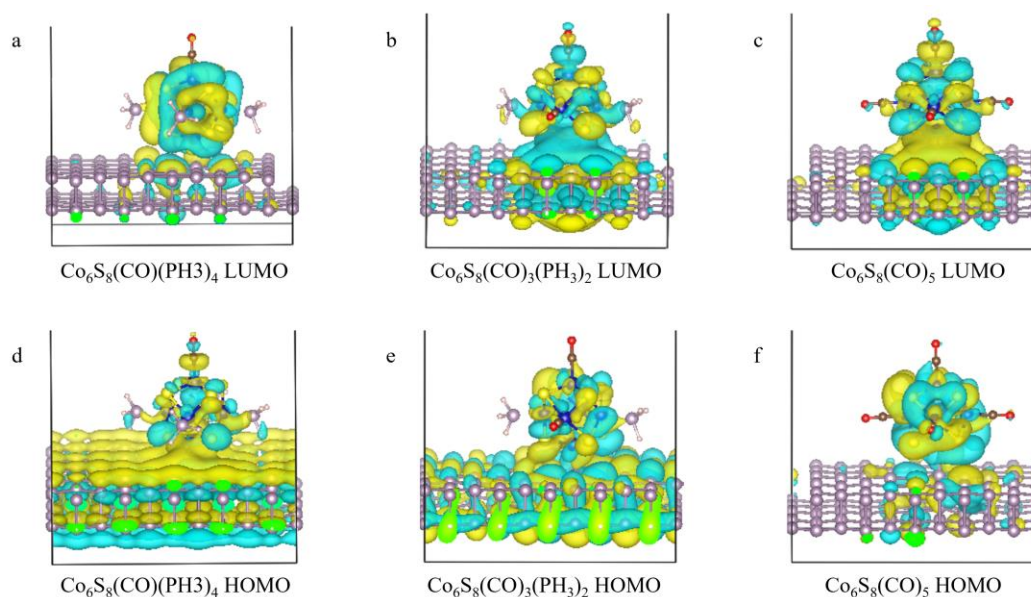 a
b
c
Co₆S₈(CO)(PH3)₄ LUMO
Co₆S₈(CO)₃(PH₃)₂ LUMO
Co₆S₈(CO)₅ LUMO
d
e
f
Co₆S₈(CO)(PH3)₄ HOMO
Co₆S₈(CO)₃(PH₃)₂ HOMO
Co₆S₈(CO)₅ HOMO